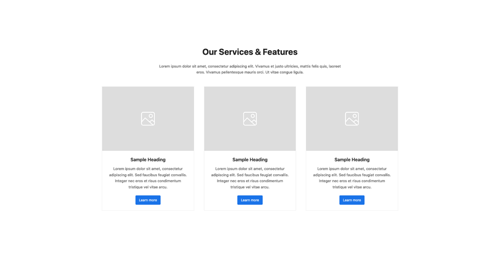 Our Services & Features
Lorem ipsum dolor sit amet, consectetur adipiscing elit. Vivamus et justo ultricies, mattis felis quis, laoreet
eros. Vivamus pellentesque mauris orci. Ut vitae congue ligula.
Sample Heading
Lorem ipsum dolor sit amet, consectetur
adipiscing elit. Sed faucibus feugiat convallis.
Integer nec eros et risus condimentum
tristique vel vitae arcu.
Learn more
Sample Heading
Lorem ipsum dolor sit amet, consectetur
adipiscing elit. Sed faucibus feugiat convallis.
Integer nec eros et risus condimentum
tristique vel vitae arcu.
Learn more
Sample Heading
Lorem ipsum dolor sit amet, consectetur
adipiscing elit. Sed faucibus feugiat convallis.
Integer nec eros et risus condimentum
tristique vel vitae arcu.
Learn more